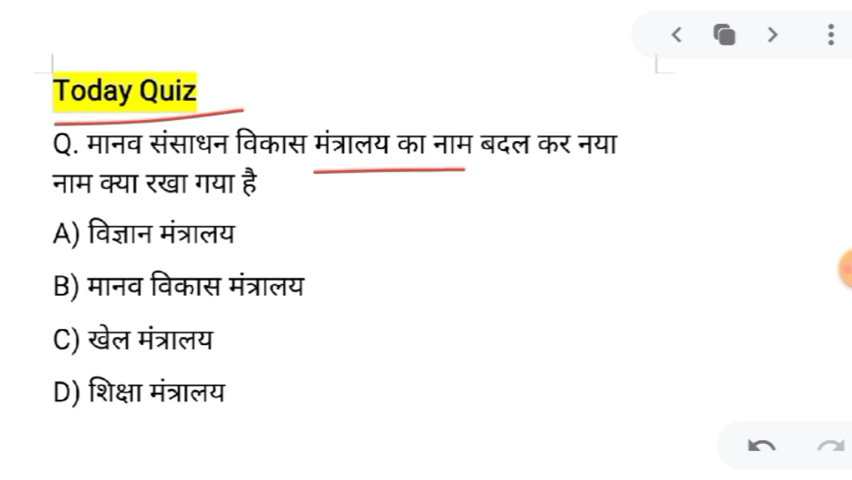 Today Quiz
Q. मानव संसाधन विकास मंत्रालय का नाम बदल कर नया
नाम क्या रखा गया है
A) विज्ञान मंत्रालय
B) मानव विकास मंत्रालय
C) खेल मंत्रालय
D) शिक्षा मंत्रालय